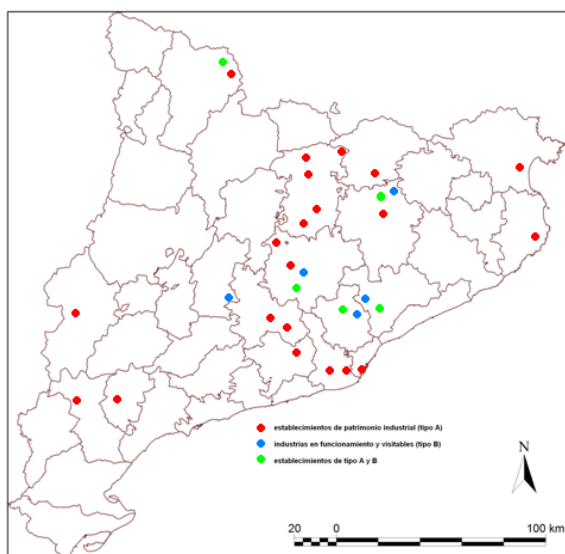 establecimientos de patrimonio industrial (tipo A)
industrias en funcionamiento y visitables (tipo B)
establecimientos de tipo A y B
N
20 0 100 km